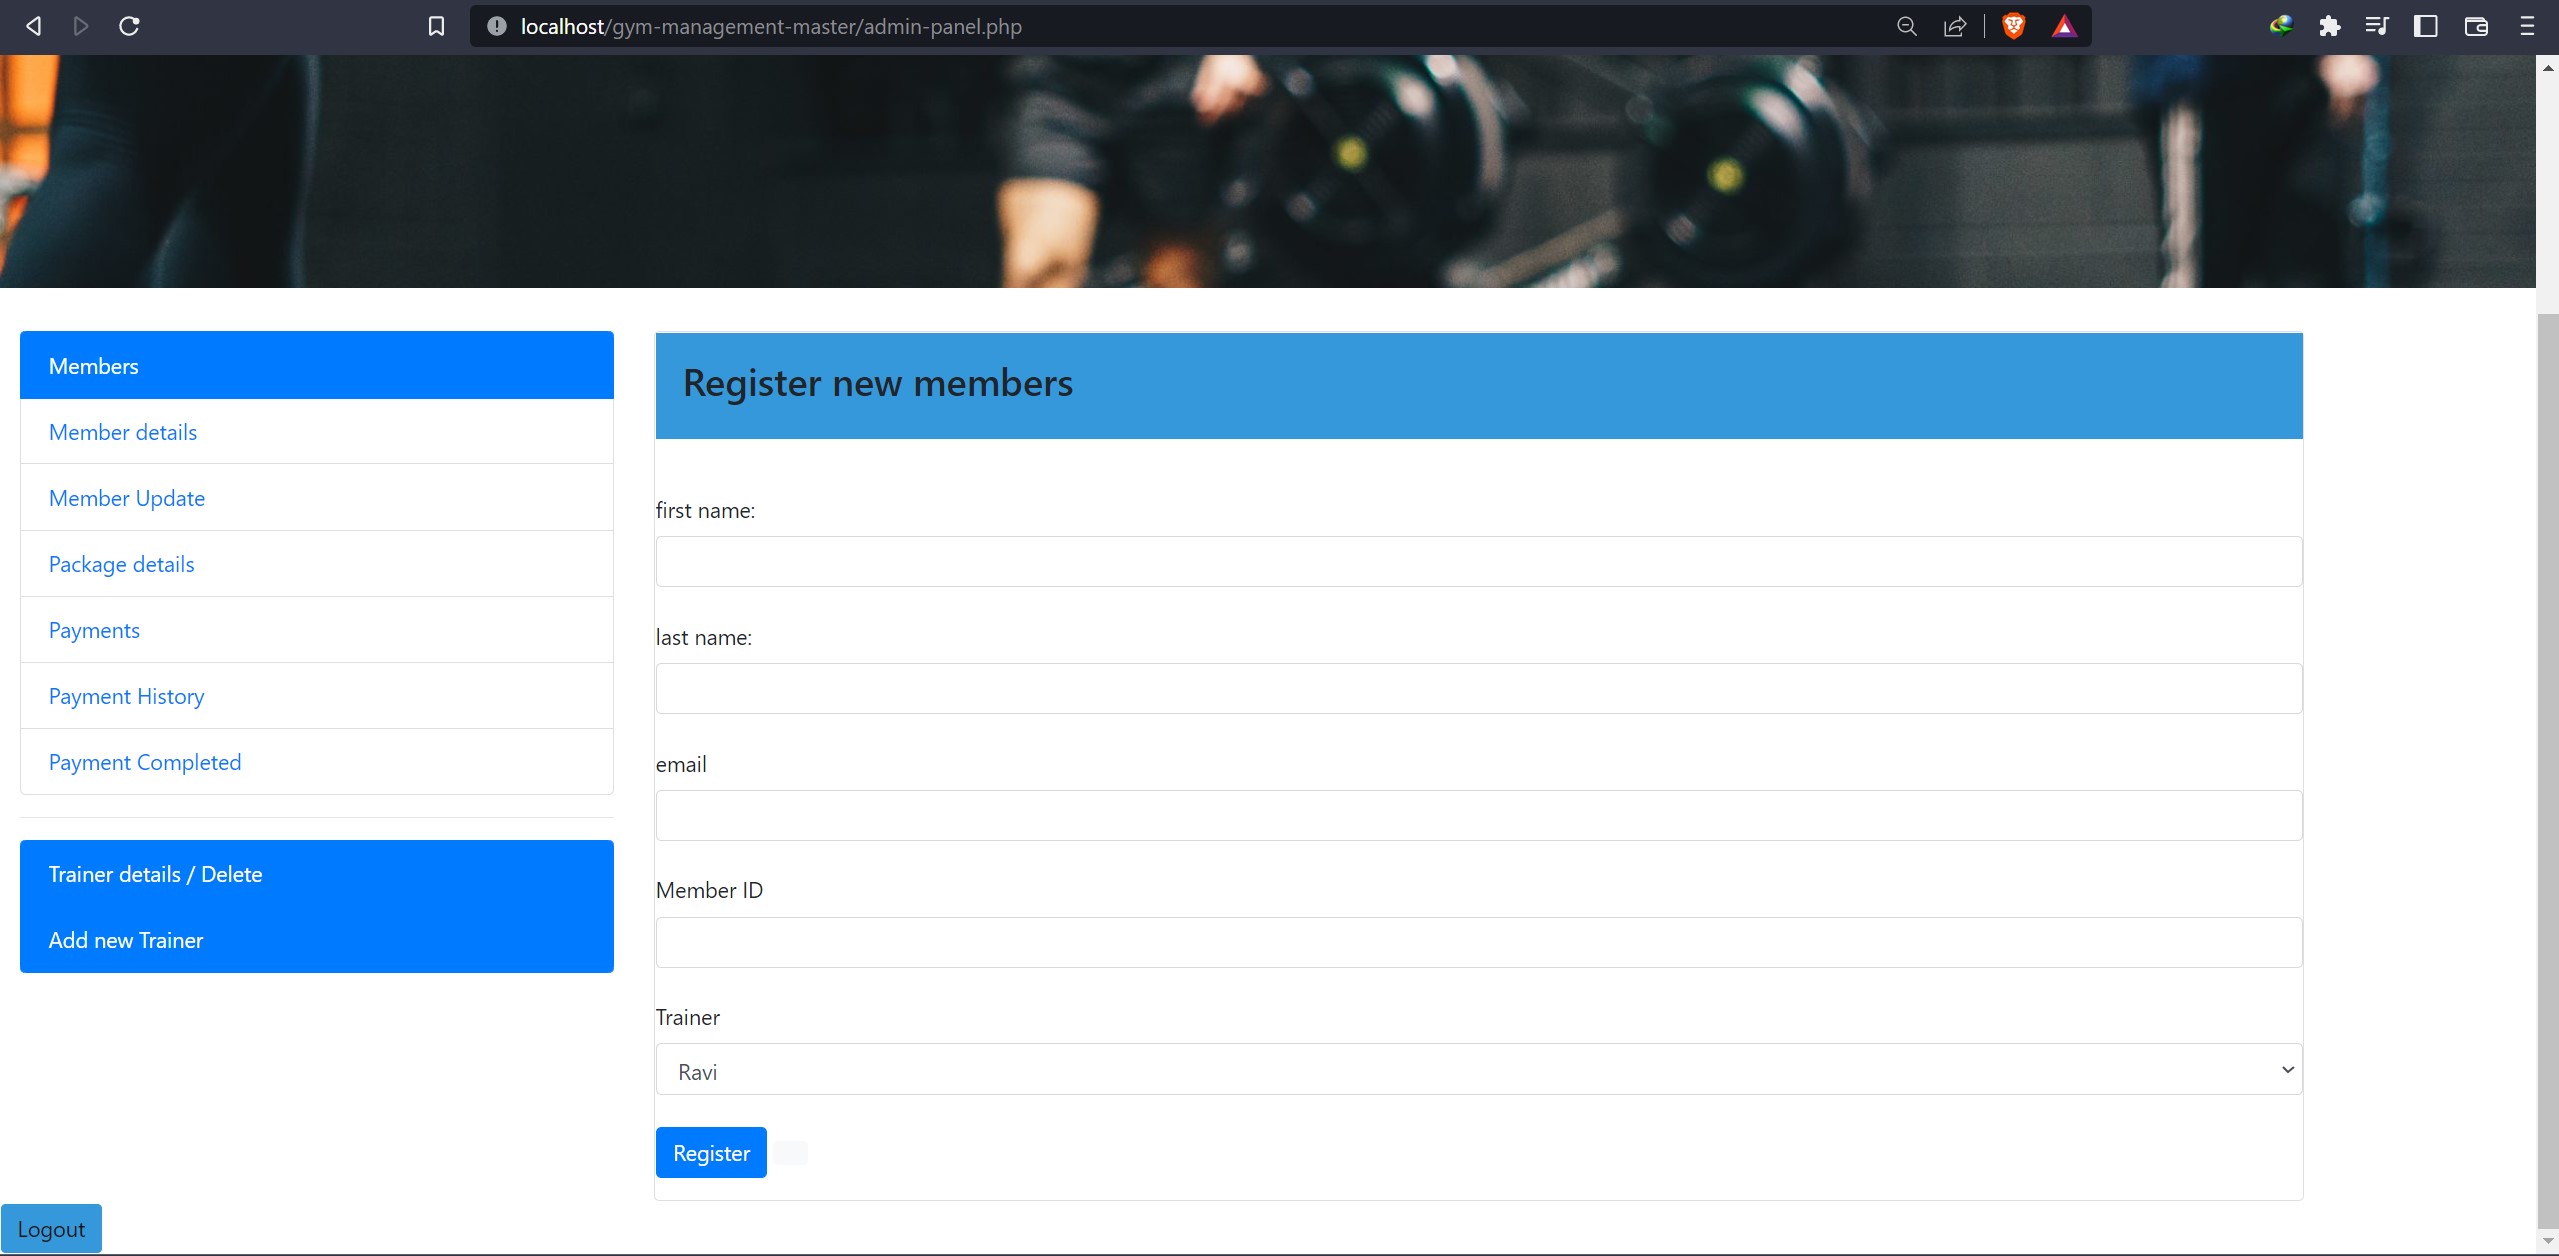 localhost/gym-management-master/admin-panel.php
Members
Member details
Member Update
Package details
Payments
Payment History
Payment Completed
Trainer details / Delete
Add new Trainer
Register new members
first name:
last name:
email
Member ID
Trainer
Ravi
Register
Logout